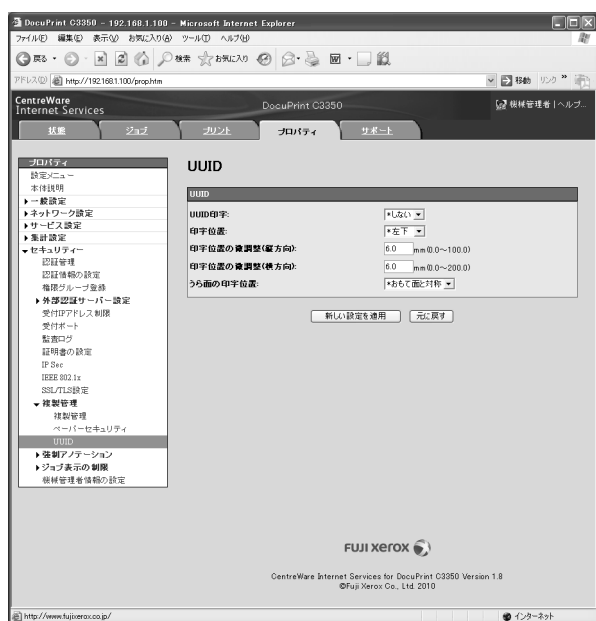 DocuPrint C3350 - 192.168.1.100 - Microsoft Internet Explorer
ファイル(F) 編集(E) 表示(V) お気に入り(A) ツール(T) ヘルプ(H)
戻る 検索 お気に入り
アドレス(D) http://192.168.1.100/prop.htm 移動 リンク »
CentreWare
Internet Services
DocuPrint C3350
機械管理者 | ヘルプ...
状態 ジョブ プリント プロパティ サポート
プロパティ
設定メニュー
本体説明
一般設定
ネットワーク設定
サービス設定
集計設定
セキュリティー
認証管理
認証情報の設定
権限グループ登録
外部認証サーバー設定
受付IPアドレス制限
受付ポート
監査ログ
証明書の設定
IP Sec
IEEE 802.1x
SSL/TLS設定
複製管理
複製管理
ペーパーセキュリティ
UUID
強制アノテーション
ジョブ表示の制限
機械管理者情報の設定
UUID
UUID
UUID印字: *しない
印字位置: *左下
印字位置の微調整(縦方向): 6.0 mm (0.0~100.0)
印字位置の微調整(横方向): 6.0 mm (0.0~200.0)
うら面の印字位置: *おもて面と対称
新しい設定を適用 元に戻す
FUJI xerox
CentreWare Internet Services for DocuPrint C3350 Version 1.8
©Fuji Xerox Co., Ltd. 2010
http://www.fujixerox.co.jp/ インターネット